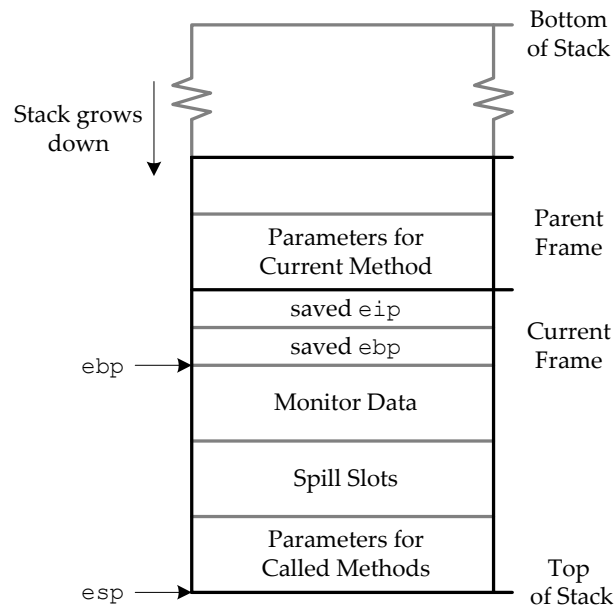 Bottom
of Stack
Stack grows
down
Parameters for
Current Method
Parent
Frame
saved eip
saved ebp
Current
Frame
ebp
Monitor Data
Spill Slots
Parameters for
Called Methods
esp
Top
of Stack